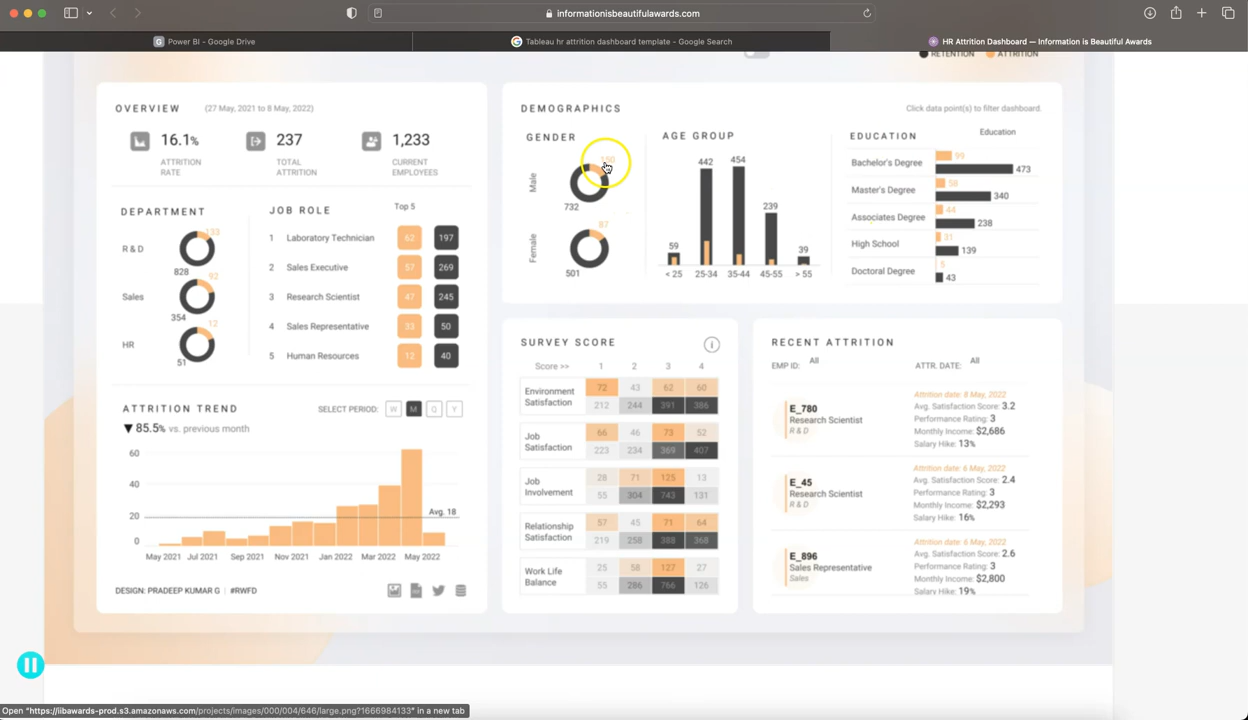 informationisbeautifulawards.com
Power BI - Google Drive
Tableau hr attrition dashboard template - Google Search
HR Attrition Dashboard — Information is Beautiful Awards
RETENTION ATTRITION
OVERVIEW (27 May, 2021 to 8 May, 2022)
16.1% 237 1,233
ATTRITION RATE
TOTAL ATTRITION
CURRENT EMPLOYEES
DEPARTMENT
R & D
133
828
Sales
92
354
HR
12
51
JOB ROLE Top 5
1 Laboratory Technician 62 197
2 Sales Executive 57 269
3 Research Scientist 47 245
4 Sales Representative 33 50
5 Human Resources 12 40
ATTRITION TREND SELECT PERIOD: W M Q Y
▼ 85.5% vs. previous month
60
40
20
0
Avg. 18
May 2021 Jul 2021 Sep 2021 Nov 2021 Jan 2022 Mar 2022 May 2022
DESIGN: PRADEEP KUMAR G | #RWFD
DEMOGRAPHICS Click data point(s) to filter dashboard.
GENDER
Male
150
732
Female
87
501
AGE GROUP
59 442 454 239 39
< 25 25-34 35-44 45-55 > 55
EDUCATION Education
Bachelor's Degree 99 473
Master's Degree 58 340
Associates Degree 44 238
High School 31 139
Doctoral Degree 5 43
SURVEY SCORE i
Score >> 1 2 3 4
Environment Satisfaction
72 43 62 60
212 244 391 386
Job Satisfaction
66 46 73 52
223 234 369 407
Job Involvement
28 71 125 13
55 304 743 131
Relationship Satisfaction
57 45 71 64
219 258 388 368
Work Life Balance
25 58 127 27
55 286 766 126
RECENT ATTRITION
EMP ID: All ATTR. DATE: All
E_780
Research Scientist
R & D
Attrition date: 8 May, 2022
Avg. Satisfaction Score: 3.2
Performance Rating: 3
Monthly Income: $2,686
Salary Hike: 13%
E_45
Research Scientist
R & D
Attrition date: 6 May, 2022
Avg. Satisfaction Score: 2.4
Performance Rating: 3
Monthly Income: $2,293
Salary Hike: 16%
E_896
Sales Representative
Sales
Attrition date: 6 May, 2022
Avg. Satisfaction Score: 2.6
Performance Rating: 3
Monthly Income: $2,800
Salary Hike: 19%
Open "https://iibawards-prod.s3.amazonaws.com/projects/images/000/004/646/large.png?1666984133" in a new tab